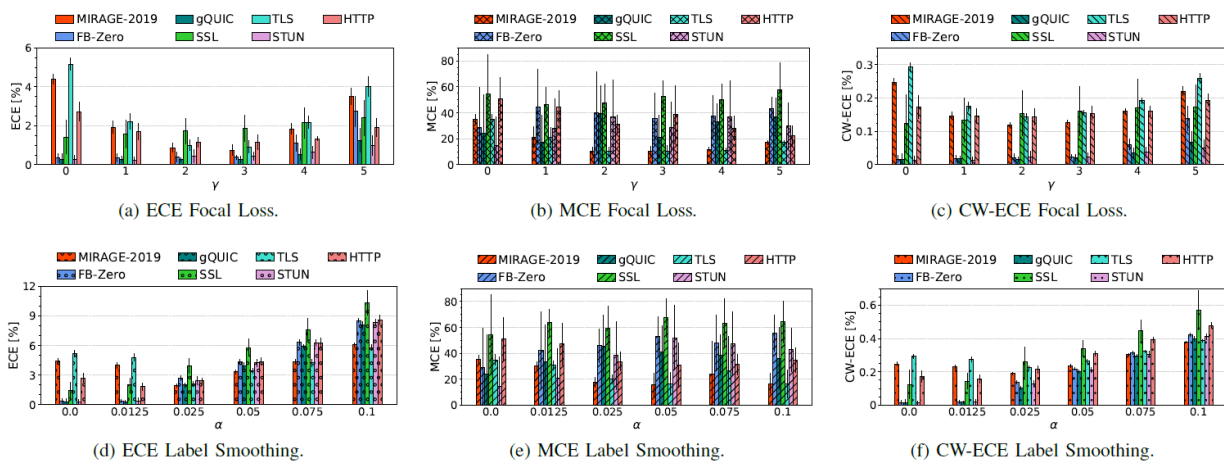 MIRAGE-2019 gQUIC TLS HTTP
FB-Zero SSL STUN
ECE [%]
6
4
2
0
0 1 2 3 4 5
γ
(a) ECE Focal Loss.
MIRAGE-2019 gQUIC TLS HTTP
FB-Zero SSL STUN
MCE [%]
80
60
40
20
0
0 1 2 3 4 5
γ
(b) MCE Focal Loss.
MIRAGE-2019 gQUIC TLS HTTP
FB-Zero SSL STUN
CW-ECE [%]
0.3
0.2
0.1
0
0 1 2 3 4 5
γ
(c) CW-ECE Focal Loss.
MIRAGE-2019 gQUIC TLS HTTP
FB-Zero SSL STUN
ECE [%]
12
9
6
3
0
0.0 0.0125 0.025 0.05 0.075 0.1
α
(d) ECE Label Smoothing.
MIRAGE-2019 gQUIC TLS HTTP
FB-Zero SSL STUN
MCE [%]
80
60
40
20
0
0.0 0.0125 0.025 0.05 0.075 0.1
α
(e) MCE Label Smoothing.
MIRAGE-2019 gQUIC TLS HTTP
FB-Zero SSL STUN
CW-ECE [%]
0.6
0.4
0.2
0
0.0 0.0125 0.025 0.05 0.075 0.1
α
(f) CW-ECE Label Smoothing.